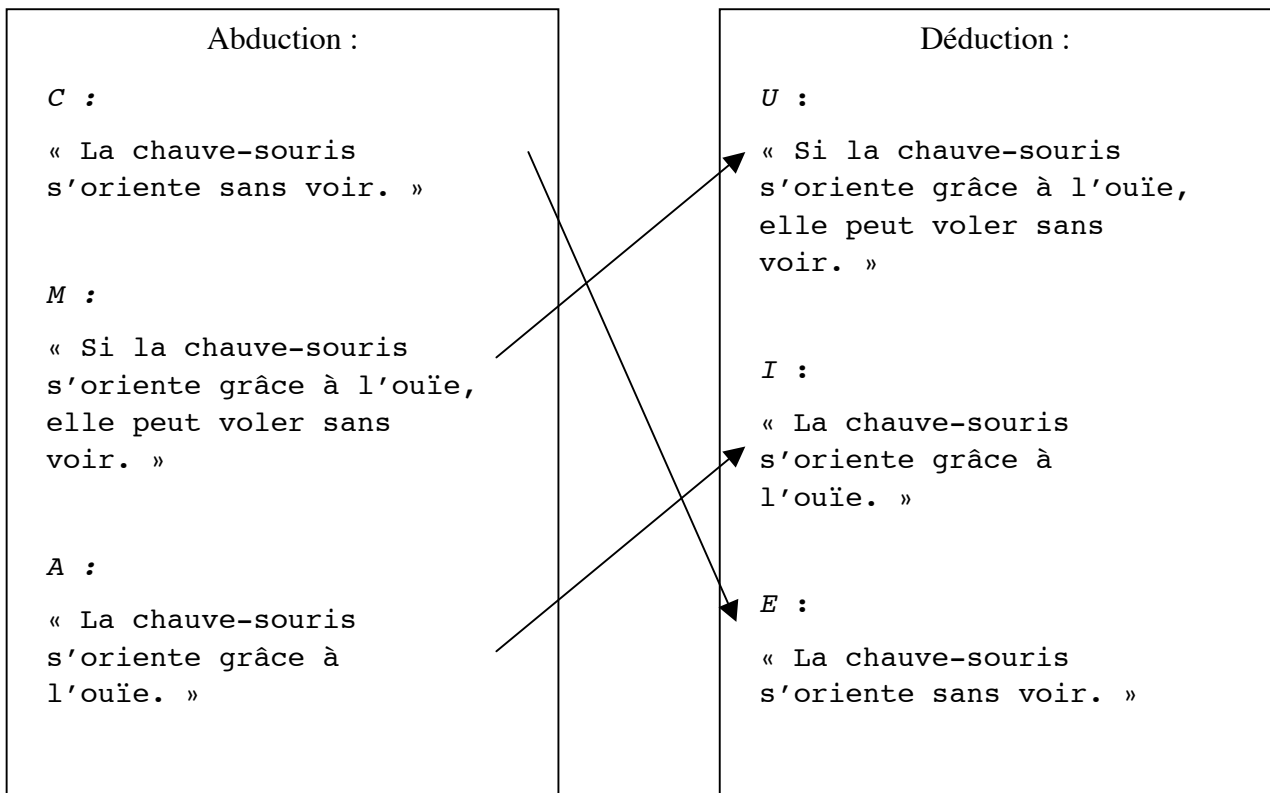 Abduction :
C :
« La chauve-souris
s’oriente sans voir. »
M :
« Si la chauve-souris
s’oriente grâce à l’ouïe,
elle peut voler sans
voir. »
A :
« La chauve-souris
s’oriente grâce à
l’ouïe. »
Déduction :
U :
« Si la chauve-souris
s’oriente grâce à l’ouïe,
elle peut voler sans
voir. »
I :
« La chauve-souris
s’oriente grâce à
l’ouïe. »
E :
« La chauve-souris
s’oriente sans voir. »